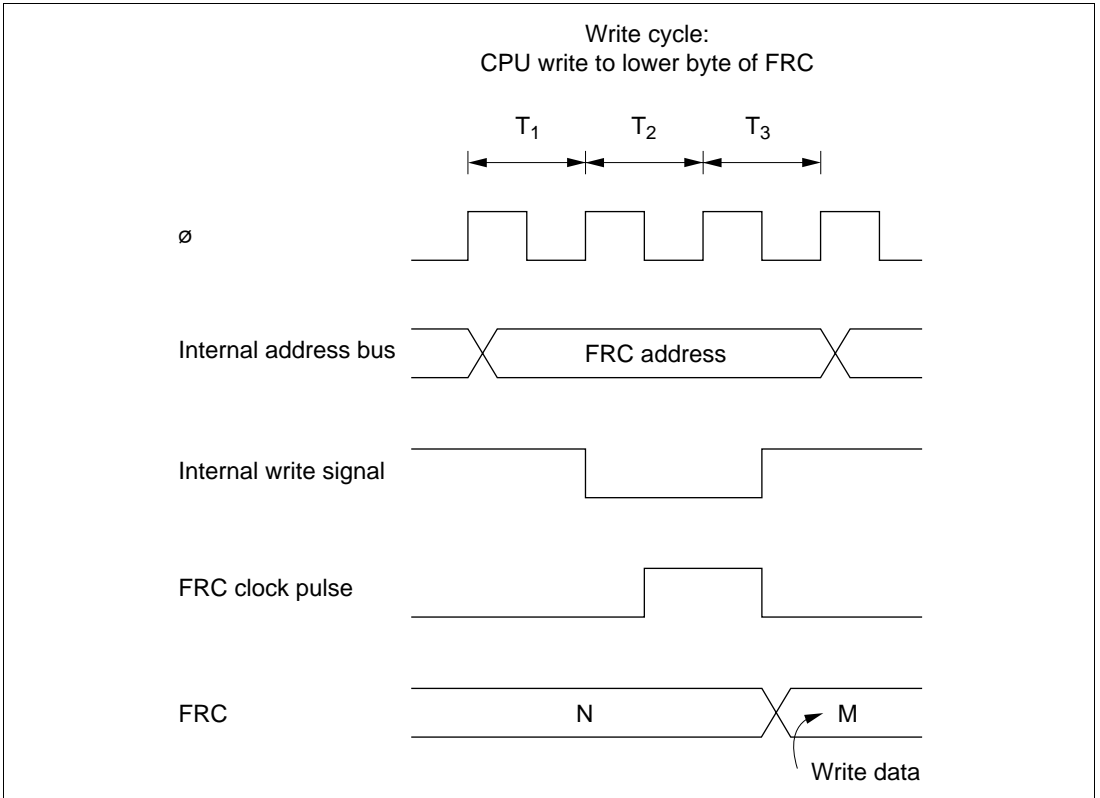 Write cycle:
CPU write to lower byte of FRC
T1 T2 T3
ø
Internal address bus
FRC address
Internal write signal
FRC clock pulse
FRC
N
M
Write data